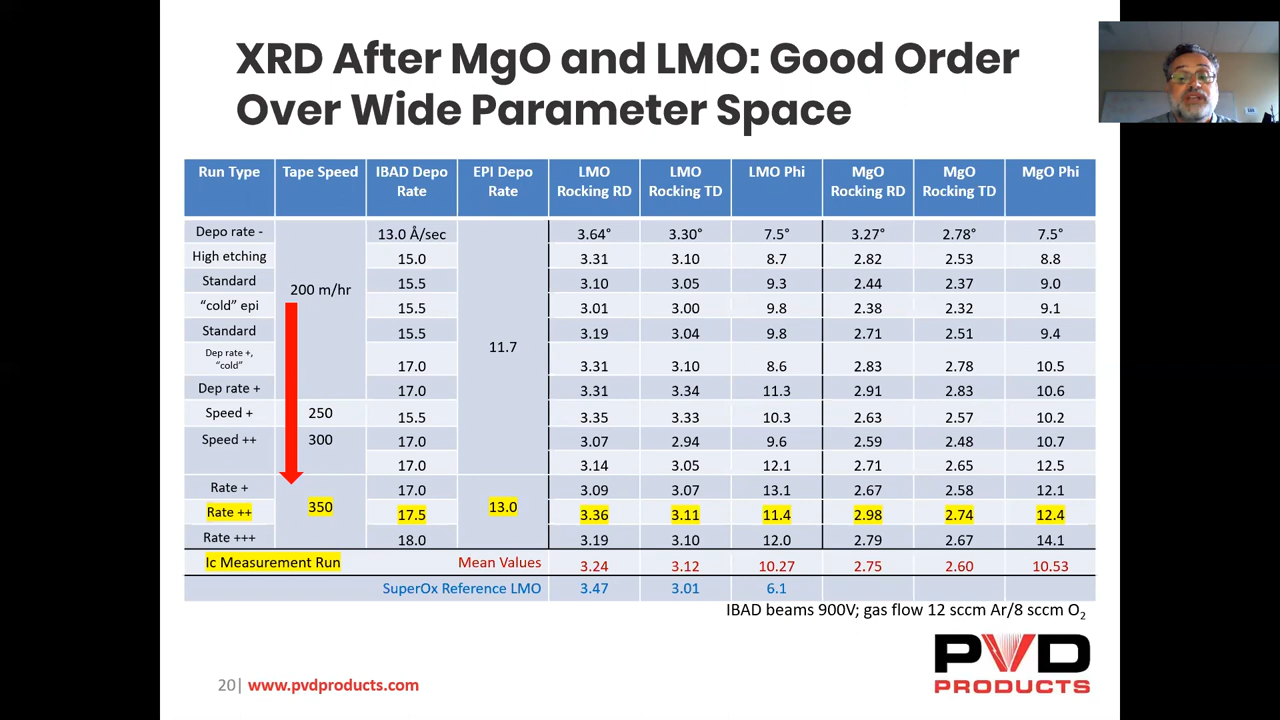 XRD After MgO and LMO: Good Order
Over Wide Parameter Space
Run Type Tape Speed IBAD Depo Rate EPI Depo Rate LMO Rocking RD LMO Rocking TD LMO Phi MgO Rocking RD MgO Rocking TD MgO Phi
Depo rate - 13.0 Å/sec 3.64° 3.30° 7.5° 3.27° 2.78° 7.5°
High etching 15.0 3.31 3.10 8.7 2.82 2.53 8.8
Standard 200 m/hr 15.5 3.10 3.05 9.3 2.44 2.37 9.0
“cold” epi 15.5 3.01 3.00 9.8 2.38 2.32 9.1
Standard 15.5 11.7 3.19 3.04 9.8 2.71 2.51 9.4
Dep rate +, “cold” 17.0 3.31 3.10 8.6 2.83 2.78 10.5
Dep rate + 17.0 3.31 3.34 11.3 2.91 2.83 10.6
Speed + 250 15.5 3.35 3.33 10.3 2.63 2.57 10.2
Speed ++ 300 17.0 3.07 2.94 9.6 2.59 2.48 10.7
17.0 3.14 3.05 12.1 2.71 2.65 12.5
Rate + 17.0 3.09 3.07 13.1 2.67 2.58 12.1
Rate ++ 350 17.5 13.0 3.36 3.11 11.4 2.98 2.74 12.4
Rate +++ 18.0 3.19 3.10 12.0 2.79 2.67 14.1
Ic Measurement Run Mean Values 3.24 3.12 10.27 2.75 2.60 10.53
SuperOx Reference LMO 3.47 3.01 6.1
IBAD beams 900V; gas flow 12 sccm Ar/8 sccm O₂
PVD
PRODUCTS
20| www.pvdproducts.com